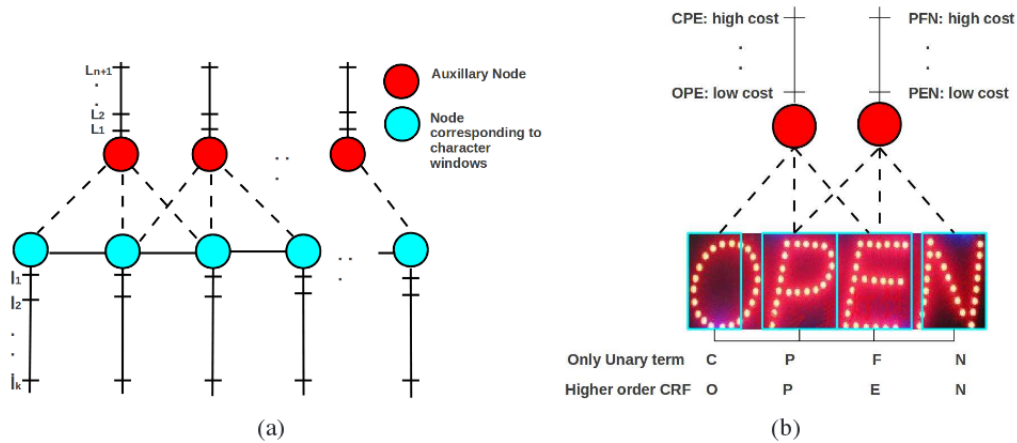 Lₙ₊₁
.
.
L₂
L₁
. .
:
Auxillary Node
Node
corresponding to
character
windows
l₁
l₂
.
.
lₖ
. .
:
(a)
CPE: high cost
PFN: high cost
.
.
.
.
OPE: low cost
PEN: low cost
OPEN
Only Unary term C P F N
Higher order CRF O P E N
(b)